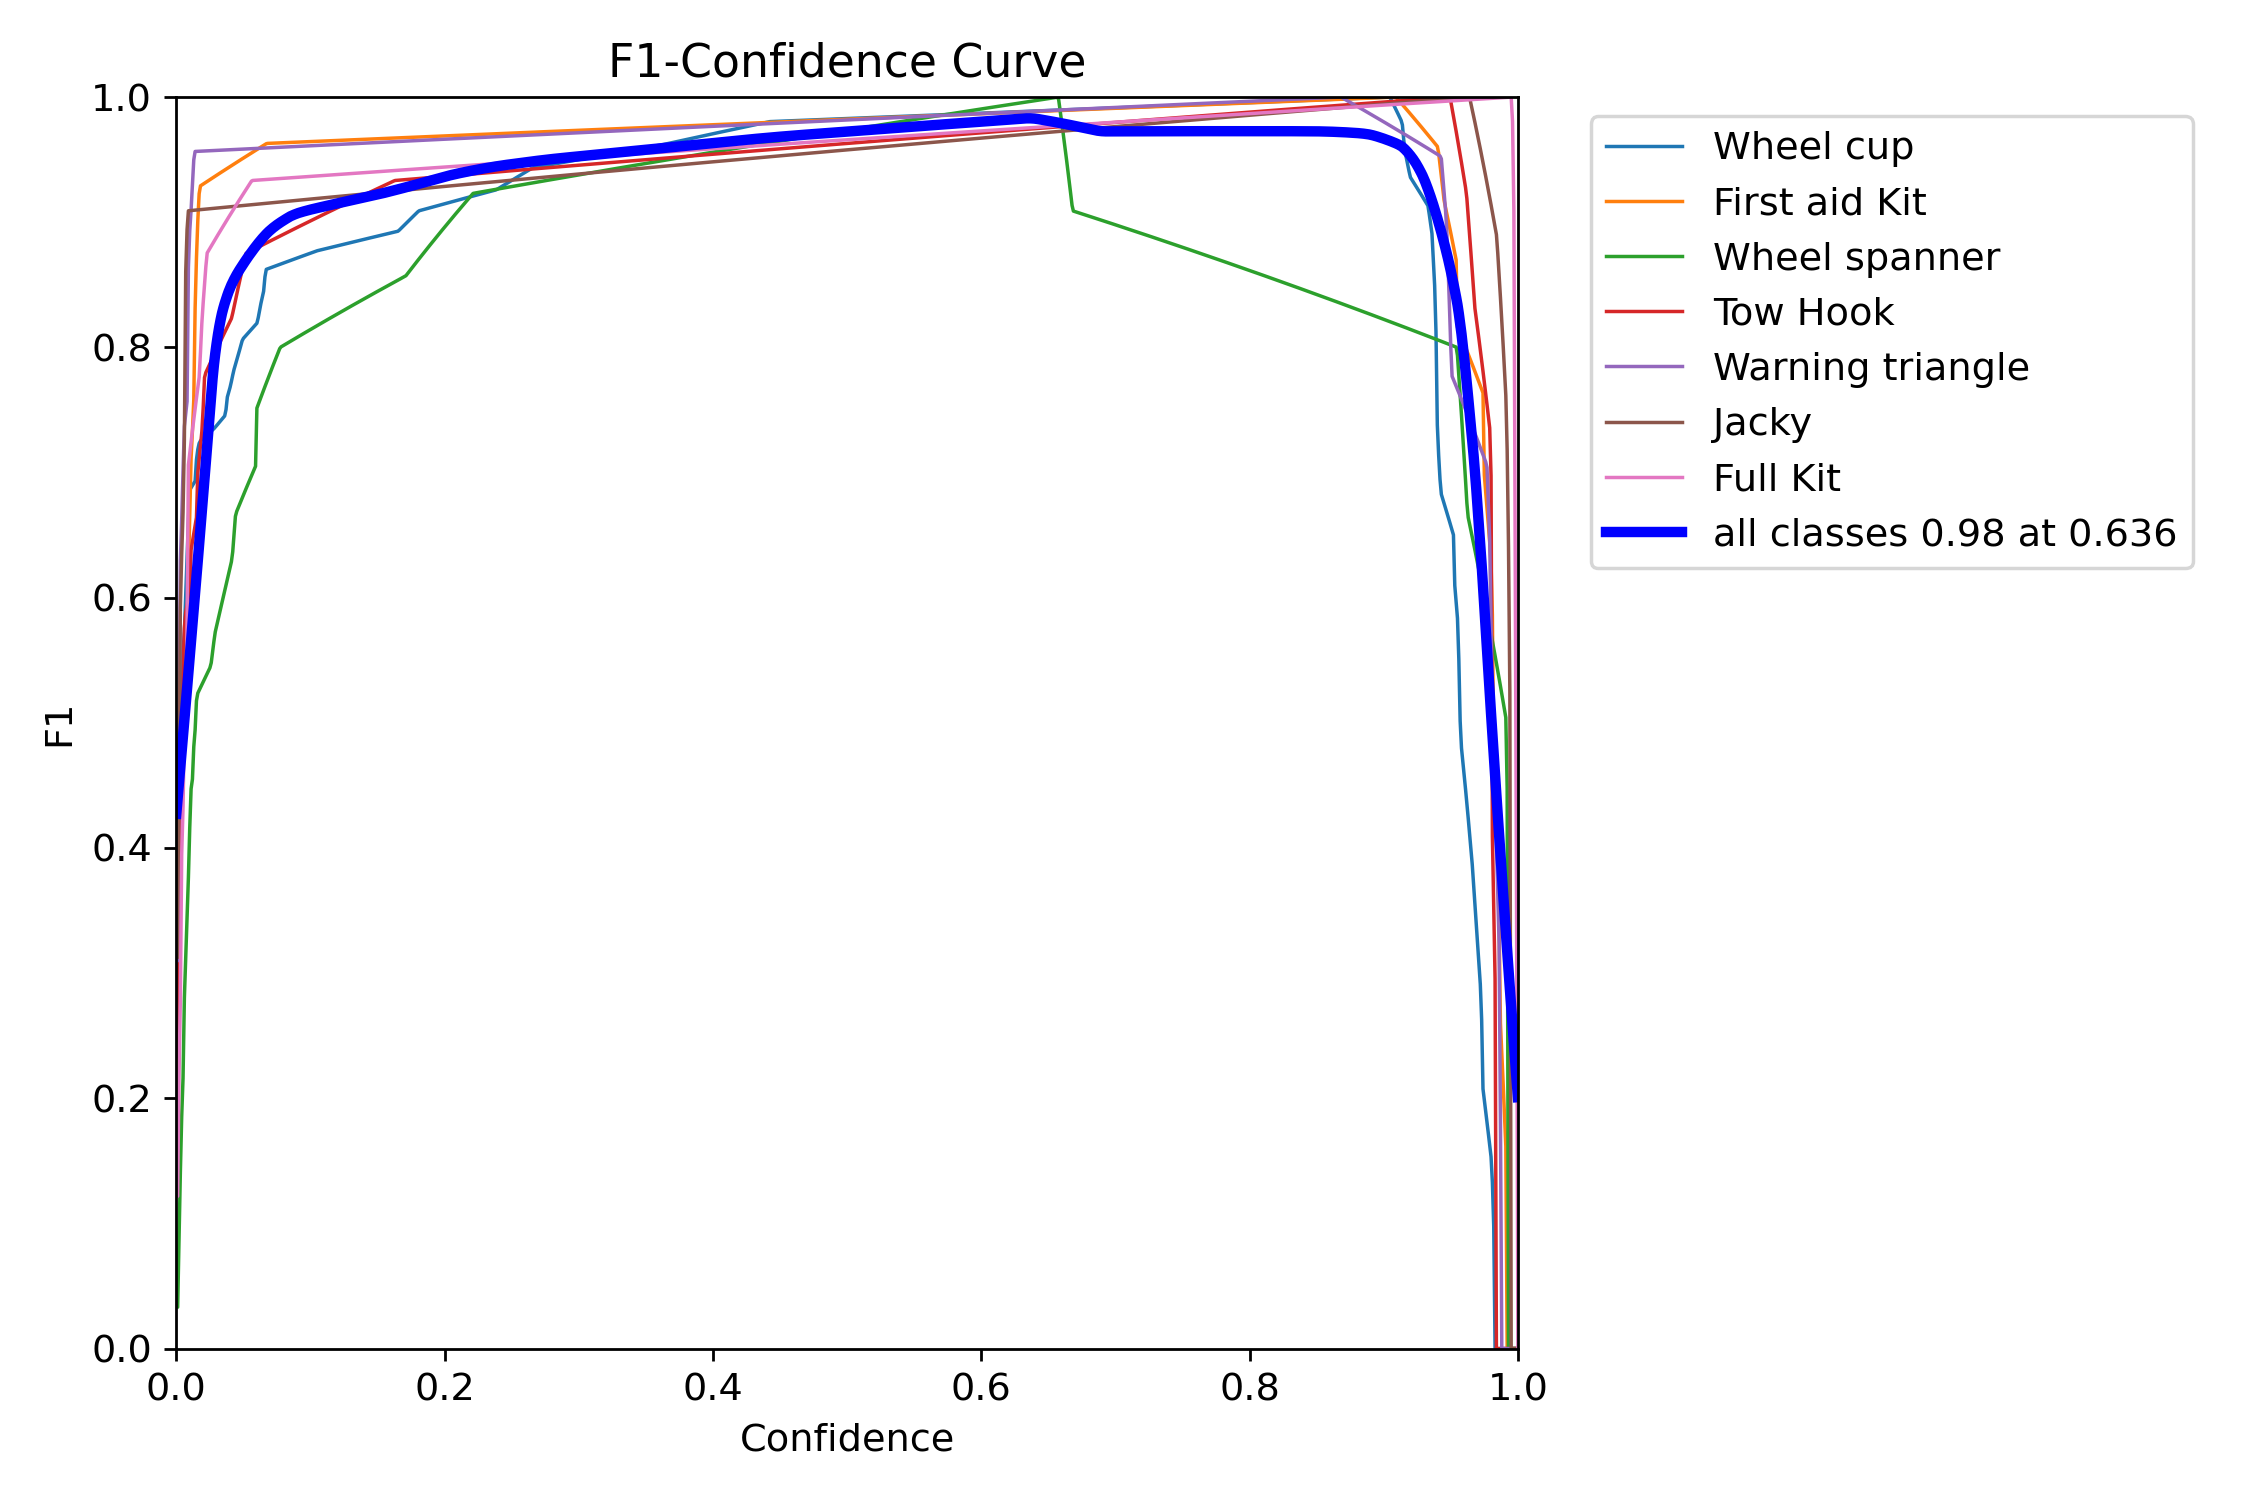 F1-Confidence Curve
1.0
0.8
0.6
0.4
0.2
0.0
F1
0.0 0.2 0.4 0.6 0.8 1.0
Confidence
Wheel cup
First aid Kit
Wheel spanner
Tow Hook
Warning triangle
Jacky
Full Kit
all classes 0.98 at 0.636